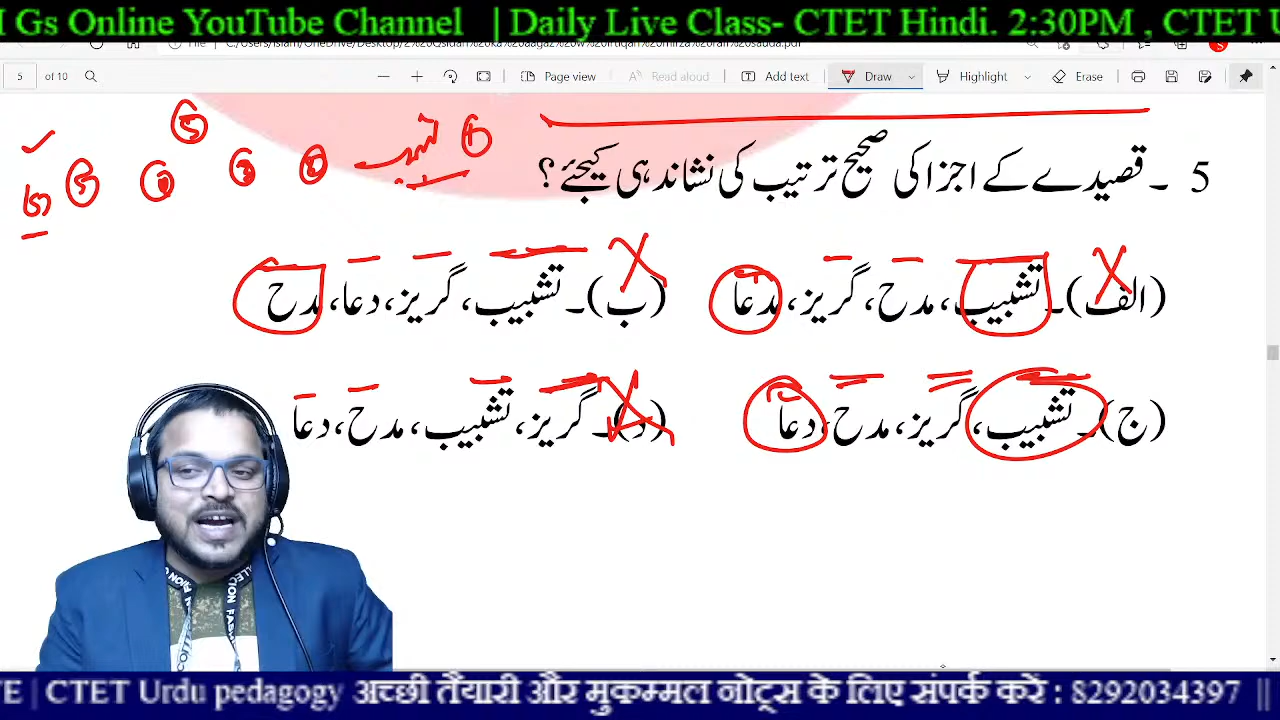 I Gs Online YouTube Channel | Daily Live Class- CTET Hindi. 2:30PM , CTET U
5 of 10 Page view Read aloud Add text Draw Highlight Erase
5 ۔ قصیدے کے اجزا کی صحیح ترتیب کی نشاندہی کیجئے؟
(الف)۔ تشبیب، مدح، گریز، مدعا (ب)۔ تشبیب، گریز، دعا، مدح
(ج)۔ تشبیب، گریز، مدح، دعا (د)۔ گریز، تشبیب، مدح، دعا
TE | CTET Urdu pedagogy अच्छी तैयारी और मुकम्मल नोट्स के लिए संपर्क करें : 8292034397 ||